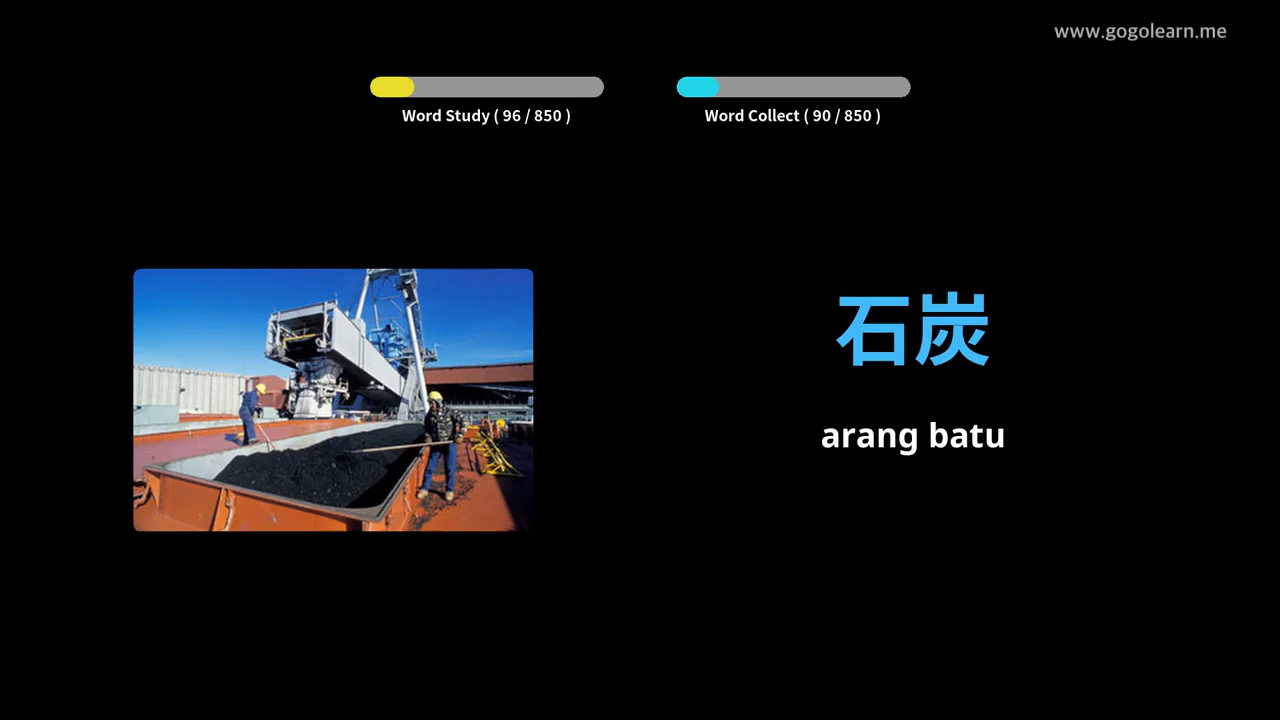 www.gogolearn.me
Word Study ( 96 / 850 )
Word Collect ( 90 / 850 )
石炭
arang batu